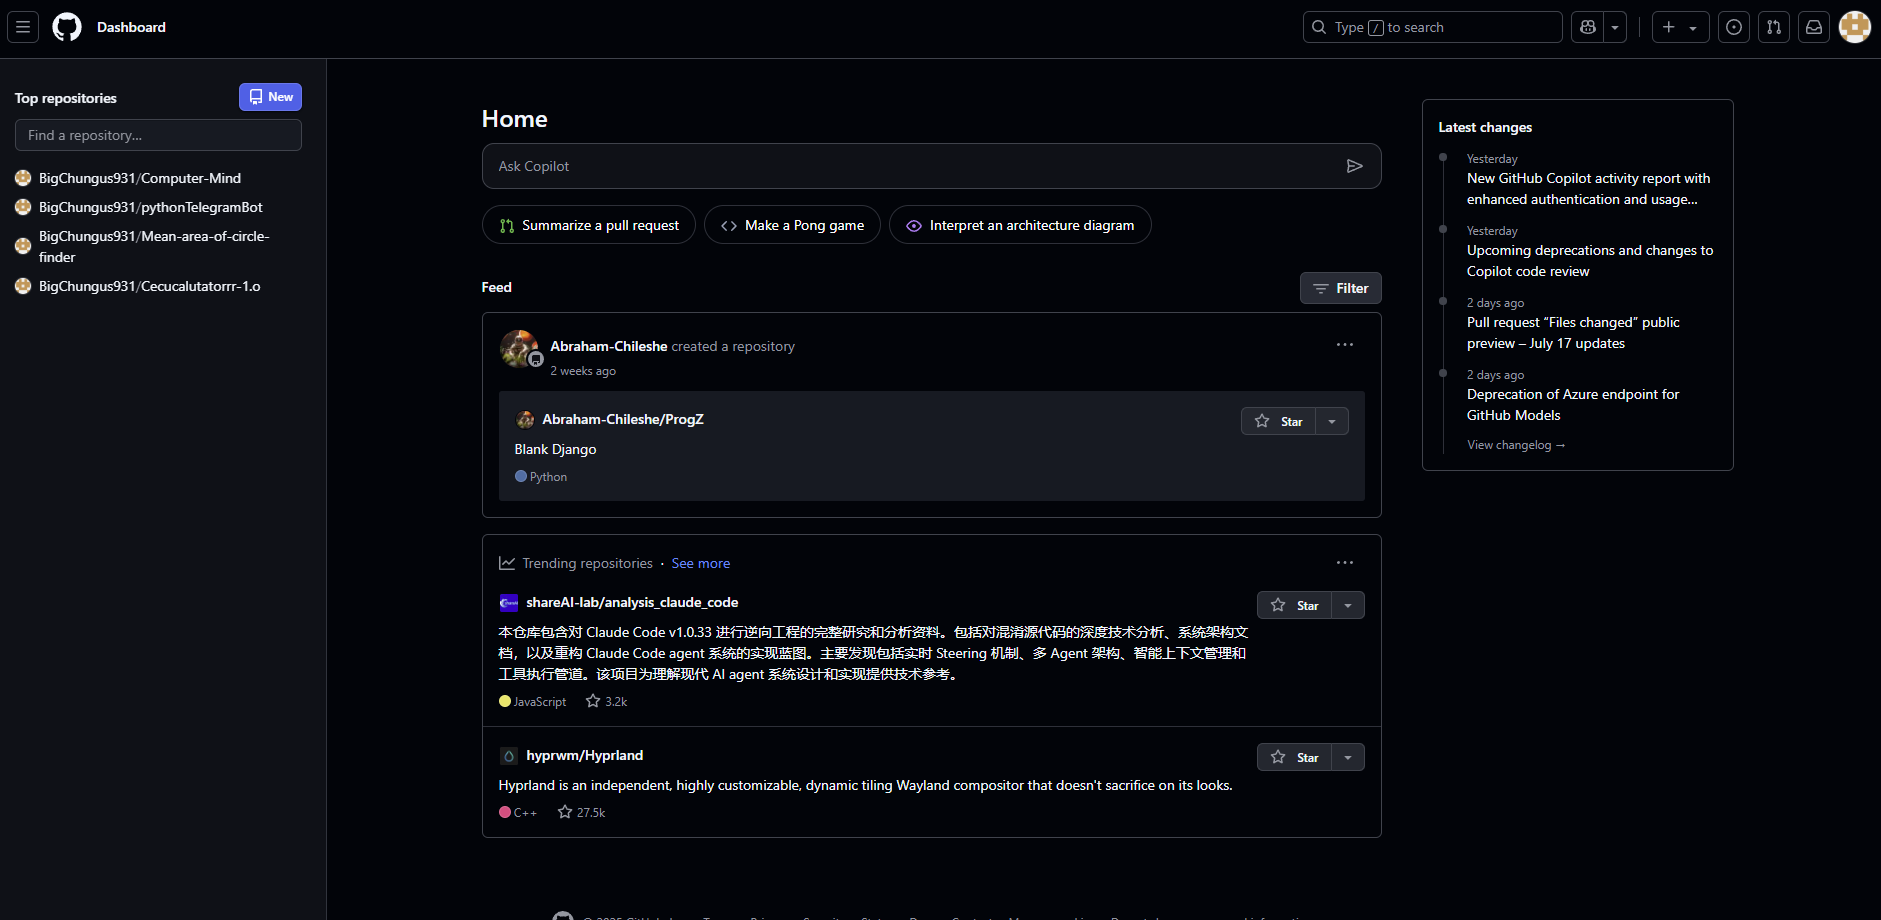 Dashboard
Type / to search
Top repositories
New
Find a repository...
BigChungus931/Computer-Mind
BigChungus931/pythonTelegramBot
BigChungus931/Mean-area-of-circle-
finder
BigChungus931/Cecucalutatorrr-1.o
Home
Ask Copilot
Summarize a pull request
Make a Pong game
Interpret an architecture diagram
Feed
Filter
Abraham-Chileshe created a repository
2 weeks ago
Abraham-Chileshe/ProgZ
Star
Blank Django
Python
Trending repositories · See more
shareAI-lab/analysis_claude_code
Star
本仓库包含对 Claude Code v1.0.33 进行逆向工程的完整研究和分析资料。包括对混淆源代码的深度技术分析、系统架构文
档，以及重构 Claude Code agent 系统的实现蓝图。主要发现包括实时 Steering 机制、多 Agent 架构、智能上下文管理和
工具执行管道。该项目为理解现代 AI agent 系统设计和实现提供技术参考。
JavaScript 3.2k
hyprwm/Hyprland
Star
Hyprland is an independent, highly customizable, dynamic tiling Wayland compositor that doesn't sacrifice on its looks.
C++ 27.5k
Latest changes
Yesterday
New GitHub Copilot activity report with
enhanced authentication and usage...
Yesterday
Upcoming deprecations and changes to
Copilot code review
2 days ago
Pull request “Files changed” public
preview – July 17 updates
2 days ago
Deprecation of Azure endpoint for
GitHub Models
View changelog →